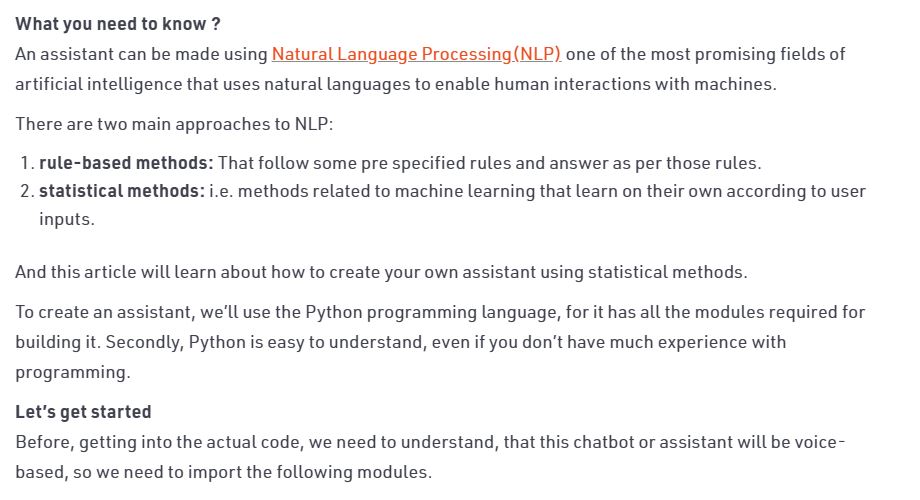 What you need to know ?
An assistant can be made using Natural Language Processing(NLP) one of the most promising fields of
artificial intelligence that uses natural languages to enable human interactions with machines.
There are two main approaches to NLP:
1. rule-based methods: That follow some pre specified rules and answer as per those rules.
2. statistical methods: i.e. methods related to machine learning that learn on their own according to user
inputs.
And this article will learn about how to create your own assistant using statistical methods.
To create an assistant, we’ll use the Python programming language, for it has all the modules required for
building it. Secondly, Python is easy to understand, even if you don’t have much experience with
programming.
Let’s get started
Before, getting into the actual code, we need to understand, that this chatbot or assistant will be voice-
based, so we need to import the following modules.